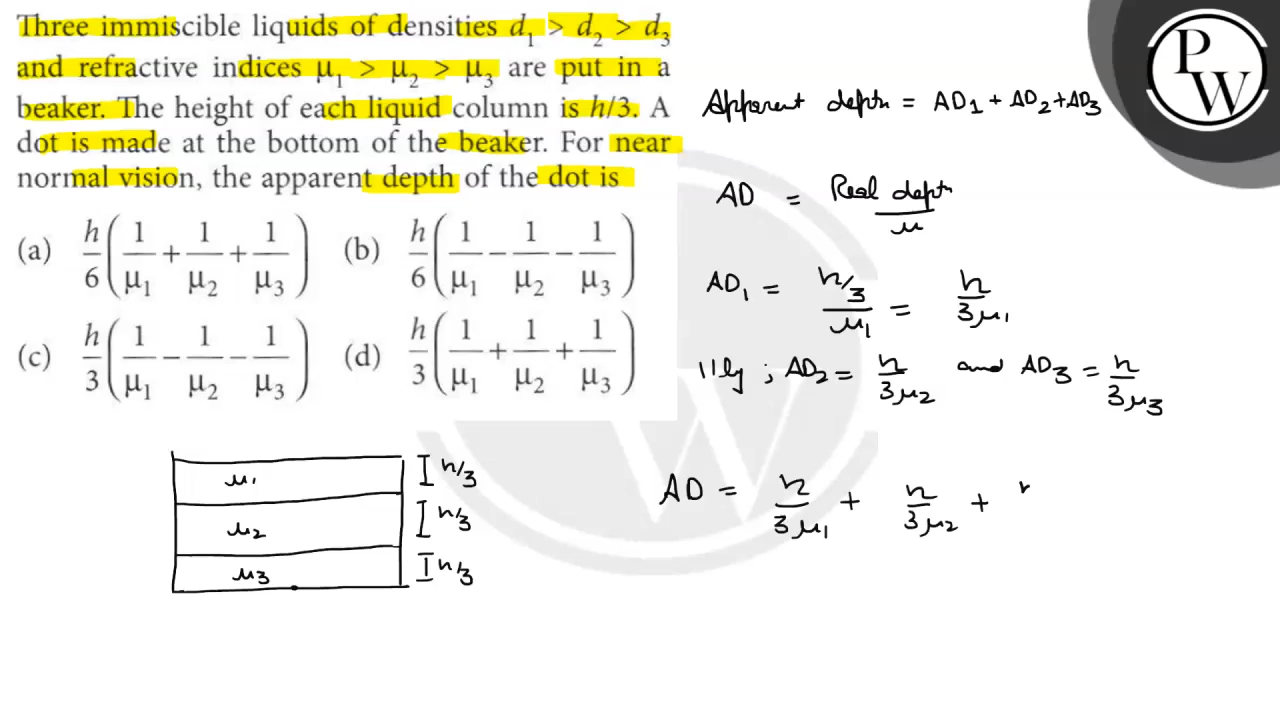 Three immiscible liquids of densities d₁ > d₂ > d₃
and refractive indices μ₁ > μ₂ > μ₃ are put in a
beaker. The height of each liquid column is h/3. A
dot is made at the bottom of the beaker. For near
normal vision, the apparent depth of the dot is
(a) h/6 (1/μ₁ + 1/μ₂ + 1/μ₃) (b) h/6 (1/μ₁ − 1/μ₂ − 1/μ₃)
(c) h/3 (1/μ₁ − 1/μ₂ − 1/μ₃) (d) h/3 (1/μ₁ + 1/μ₂ + 1/μ₃)
μ₁ h/3
μ₂ h/3
μ₃ h/3
PW
Apparent depth = AD₁ + AD₂ + AD₃
AD = Real depth/μ
AD₁ = (h/3)/μ₁ = h/3μ₁
111ly ; AD₂ = h/3μ₂ and AD₃ = h/3μ₃
AD = h/3μ₁ + h/3μ₂ +